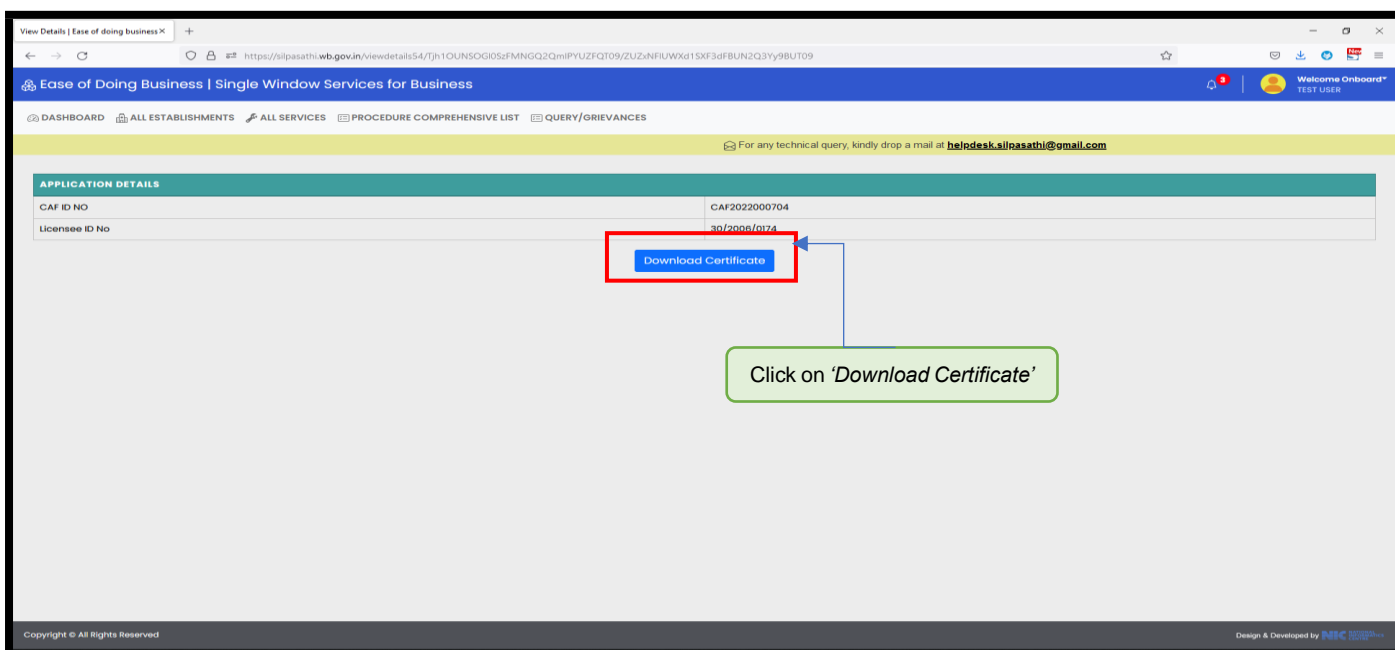 View Details | Ease of doing business
https://silpasathi.wb.gov.in/viewdetails54/
Ease of Doing Business | Single Window Services for Business
3
Welcome Onboard*
TEST USER
DASHBOARD ALL ESTABLISHMENTS ALL SERVICES PROCEDURE COMPREHENSIVE LIST QUERY/GRIEVANCES
For any technical query, kindly drop a mail at helpdesk.silpasathi@gmail.com
APPLICATION DETAILS
CAF ID NO CAF2022000704
Licensee ID No 30/2006/0174
Download Certificate
Click on ‘Download Certificate’
Copyright © All Rights Reserved Design & Developed by NIC